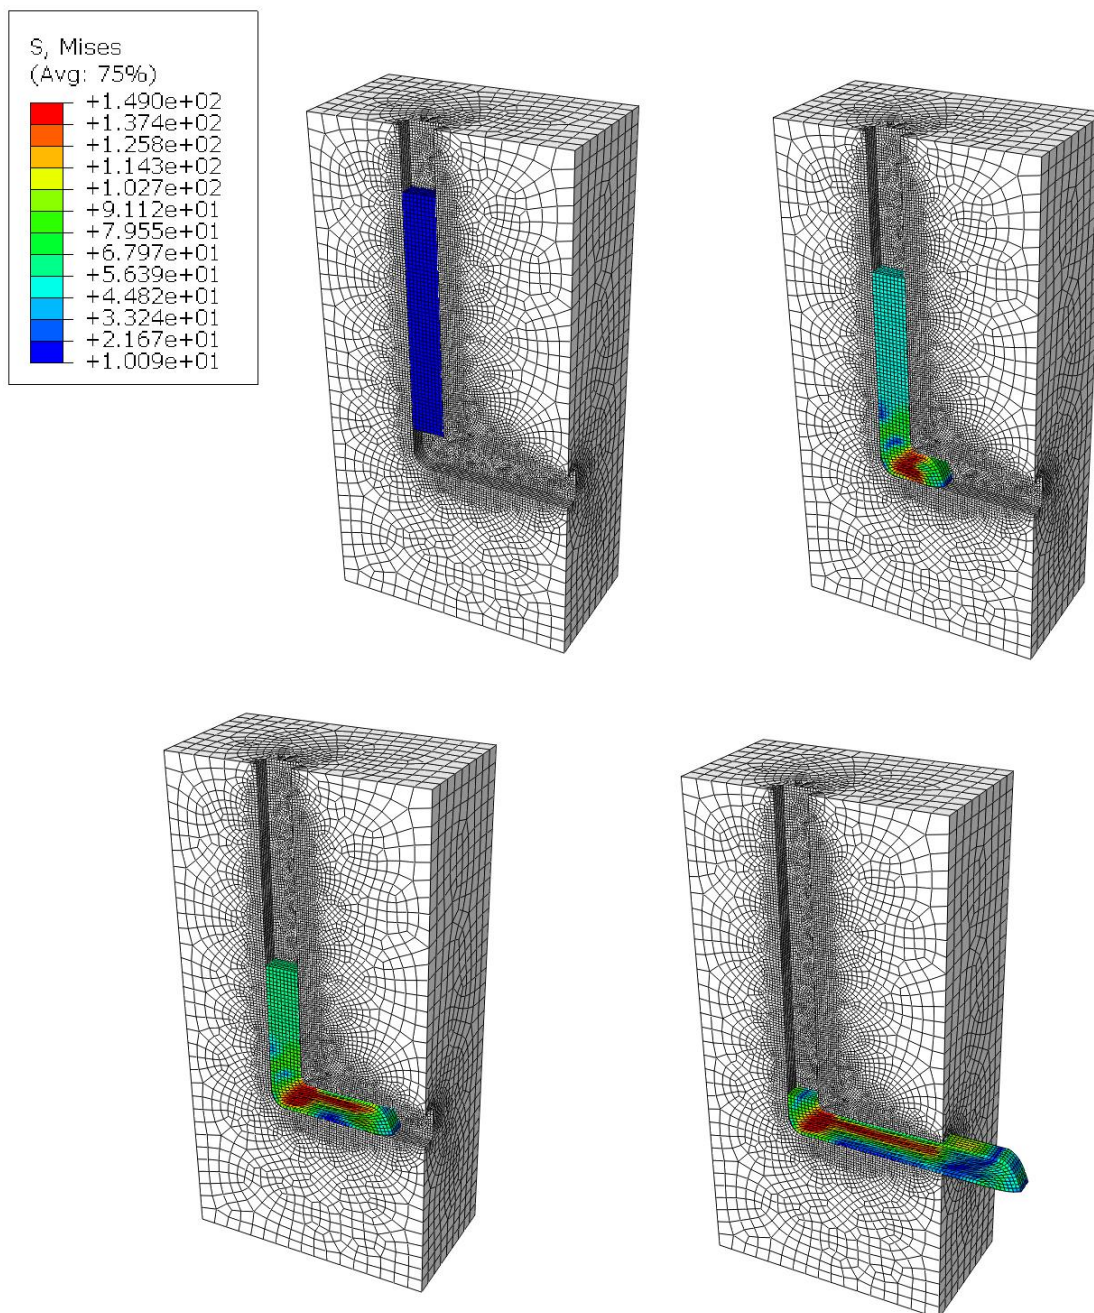 S, Mises
(Avg: 75%)
+1.490e+02
+1.374e+02
+1.258e+02
+1.143e+02
+1.027e+02
+9.112e+01
+7.955e+01
+6.797e+01
+5.639e+01
+4.482e+01
+3.324e+01
+2.167e+01
+1.009e+01